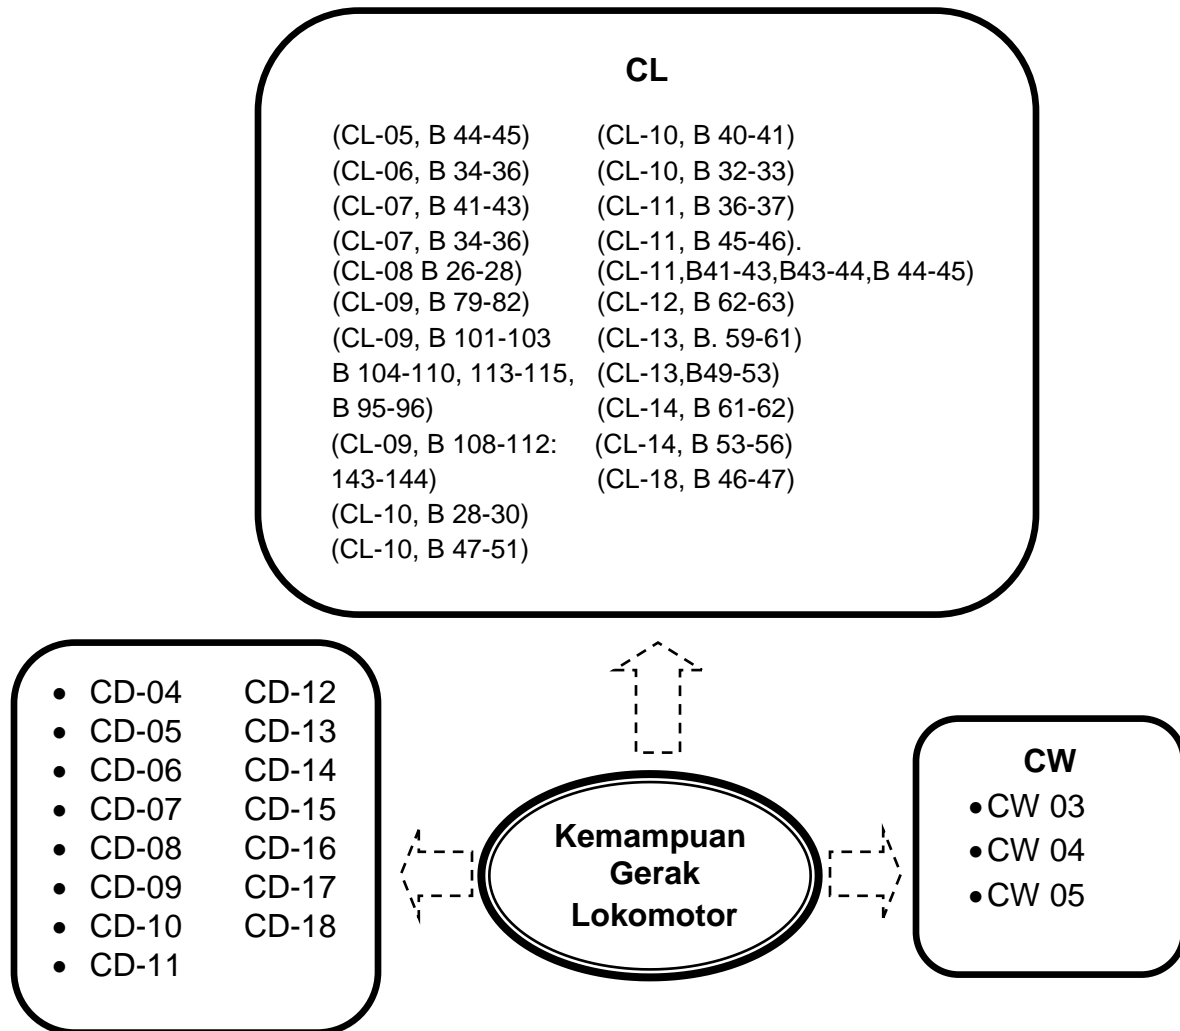 CL
(CL-05, B 44-45)
(CL-06, B 34-36)
(CL-07, B 41-43)
(CL-07, B 34-36)
(CL-08 B 26-28)
(CL-09, B 79-82)
(CL-09, B 101-103
B 104-110, 113-115,
B 95-96)
(CL-09, B 108-112:
143-144)
(CL-10, B 28-30)
(CL-10, B 47-51)
(CL-10, B 40-41)
(CL-10, B 32-33)
(CL-11, B 36-37)
(CL-11, B 45-46).
(CL-11,B41-43,B43-44,B 44-45)
(CL-12, B 62-63)
(CL-13, B. 59-61)
(CL-13,B49-53)
(CL-14, B 61-62)
(CL-14, B 53-56)
(CL-18, B 46-47)
• CD-04
• CD-05
• CD-06
• CD-07
• CD-08
• CD-09
• CD-10
• CD-11
CD-12
CD-13
CD-14
CD-15
CD-16
CD-17
CD-18
Kemampuan
Gerak
Lokomotor
CW
•CW 03
•CW 04
•CW 05